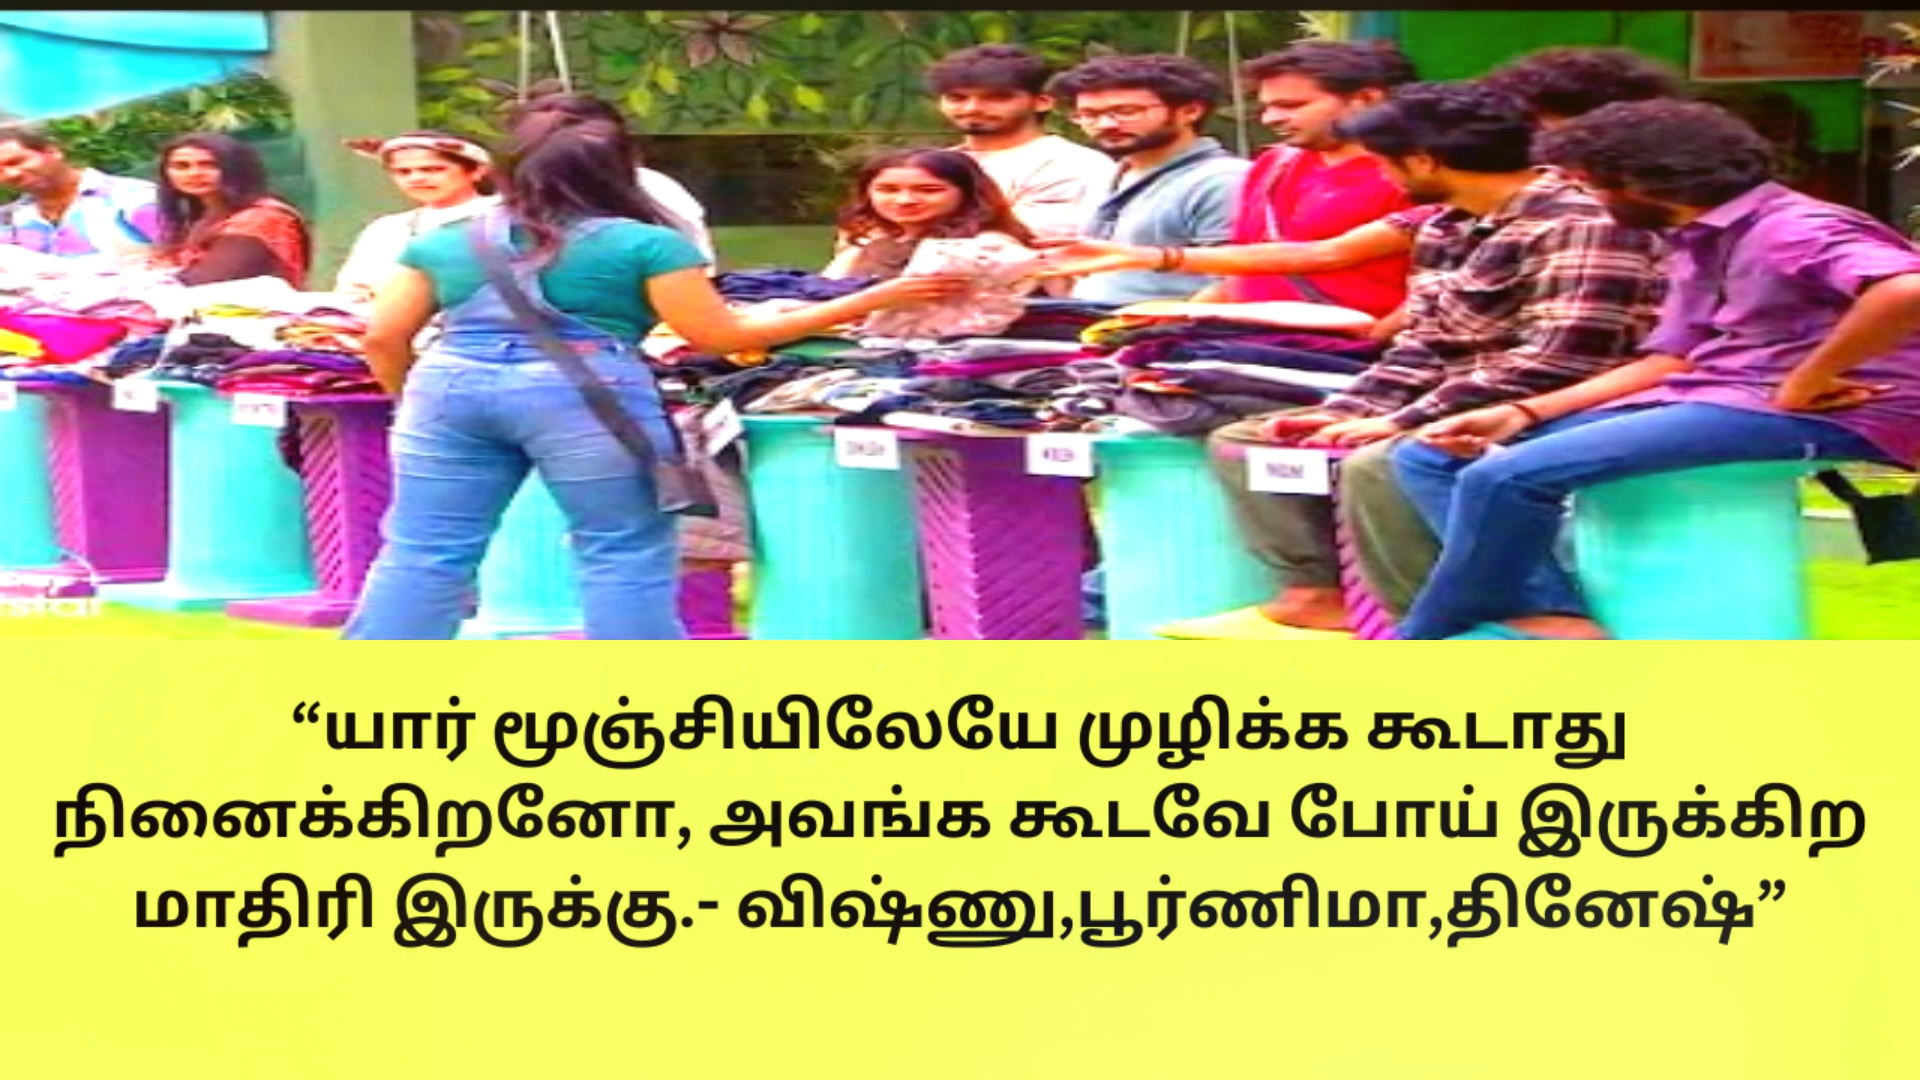 “யார் மூஞ்சியிலேயே முழிக்க கூடாது
நினைக்கிறனோ, அவங்க கூடவே போய் இருக்கிற
மாதிரி இருக்கு.- விஷ்ணு,பூர்ணிமா,தினேஷ்”